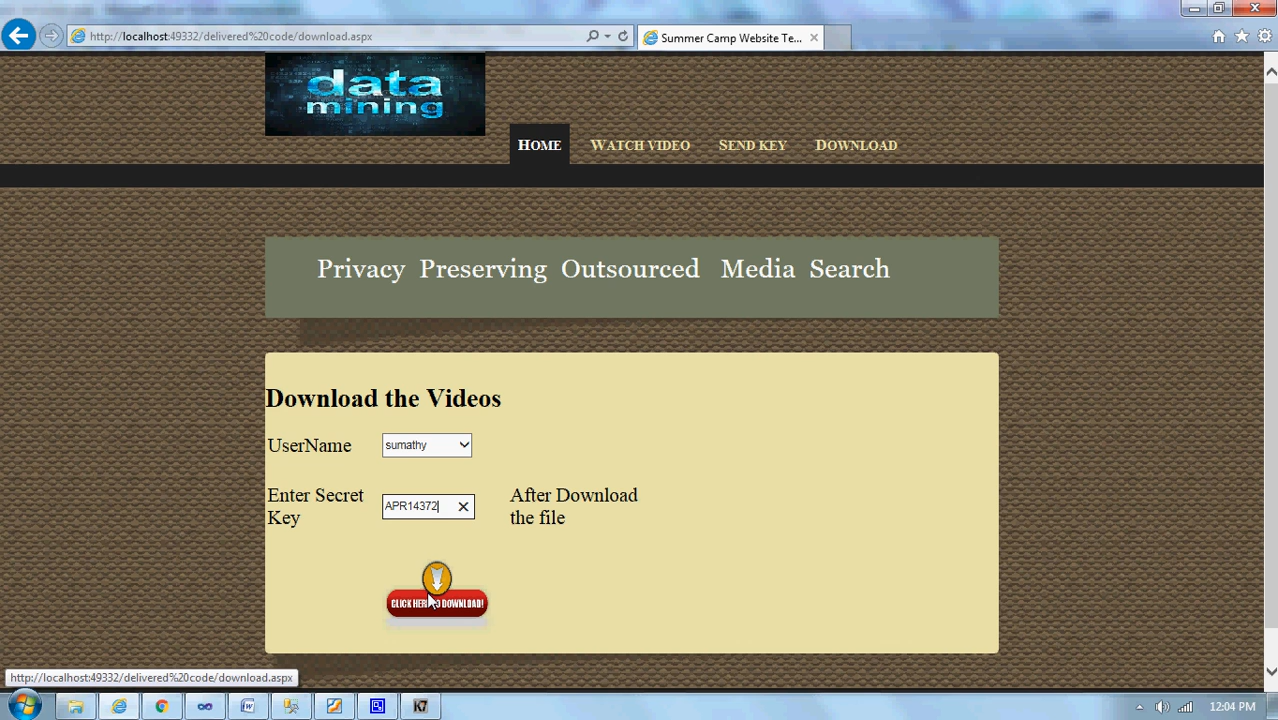 http://localhost:49332/delivered%20code/download.aspx
Summer Camp Website Te...
data
mining
HOME
WATCH VIDEO
SEND KEY
DOWNLOAD
Privacy Preserving Outsourced Media Search
Download the Videos
UserName
sumathy
Enter Secret
Key
APR14372
After Download
the file
CLICK HERE TO DOWNLOAD!
http://localhost:49332/delivered%20code/download.aspx
K7
12:04 PM